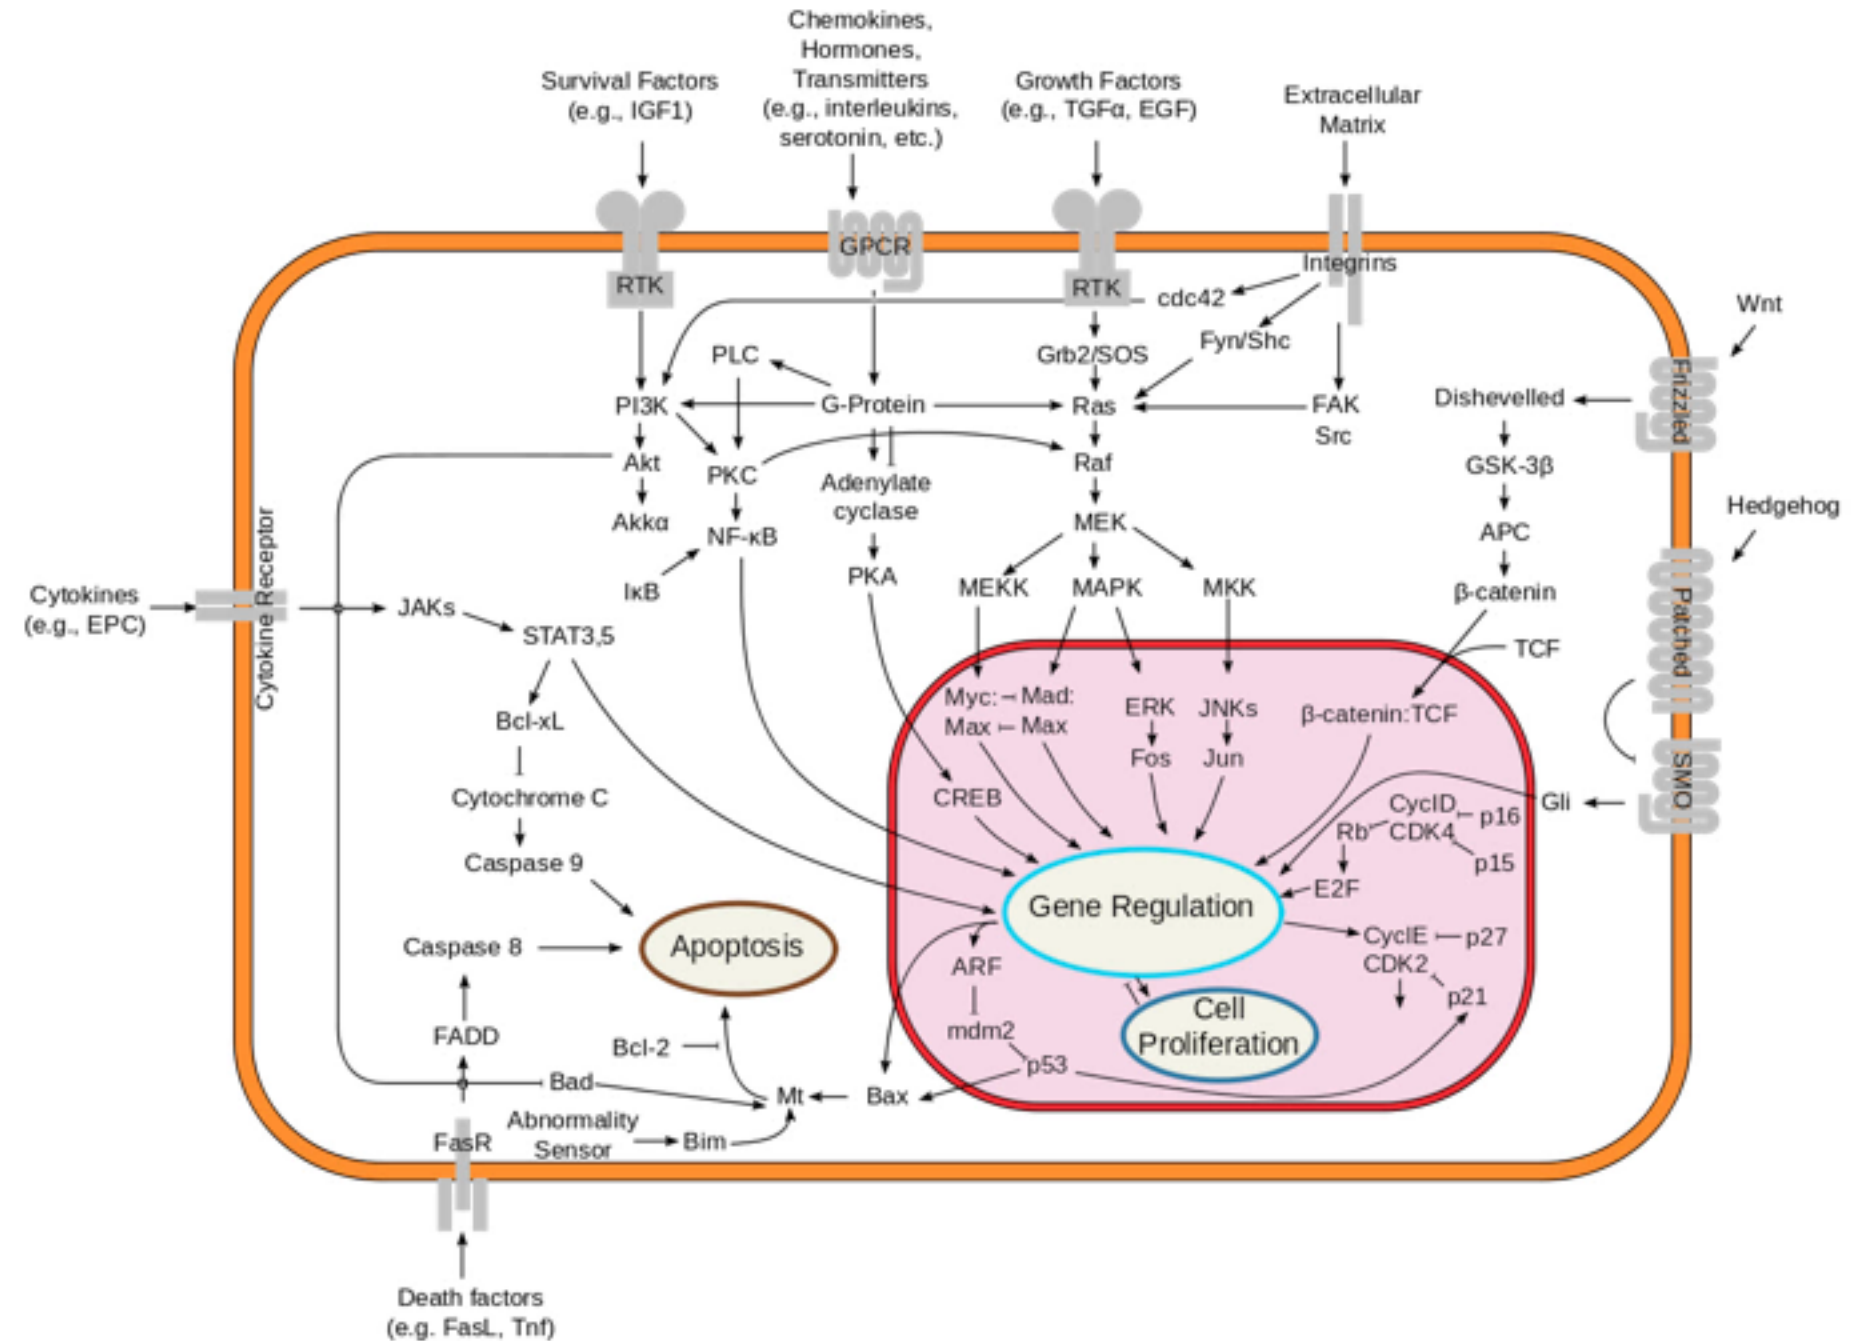 Chemokines,
Hormones,
Transmitters
(e.g., interleukins,
serotonin, etc.)
Survival Factors
(e.g., IGF1)
Growth Factors
(e.g., TGFα, EGF)
Extracellular
Matrix
GPCR
RTK
RTK
Integrins
cdc42
Wnt
Fyn/Shc
PLC
Grb2/SOS
Frizzled
Dishevelled
PI3K
G-Protein
Ras
FAK
Src
Akt
PKC
Raf
GSK-3β
Adenylate
cyclase
Akkα
NF-κB
MEK
APC
Hedgehog
Cytokine Receptor
IκB
PKA
MEKK
MAPK
MKK
β-catenin
Cytokines
(e.g., EPC)
JAKs
STAT3,5
TCF
Patched
Myc:
Mad:
Max
Max
ERK
JNKs
β-catenin:TCF
Bcl-xL
Fos
Jun
SMO
Cytochrome C
CREB
CyclD
p16
Gli
Rb
CDK4
p15
Caspase 9
E2F
Gene Regulation
Caspase 8
Apoptosis
CyclE
p27
CDK2
ARF
p21
Cell
Proliferation
FADD
Bcl-2
mdm2
p53
Bad
Mt
Bax
Abnormality
Sensor
Bim
FasR
Death factors
(e.g. FasL, Tnf)